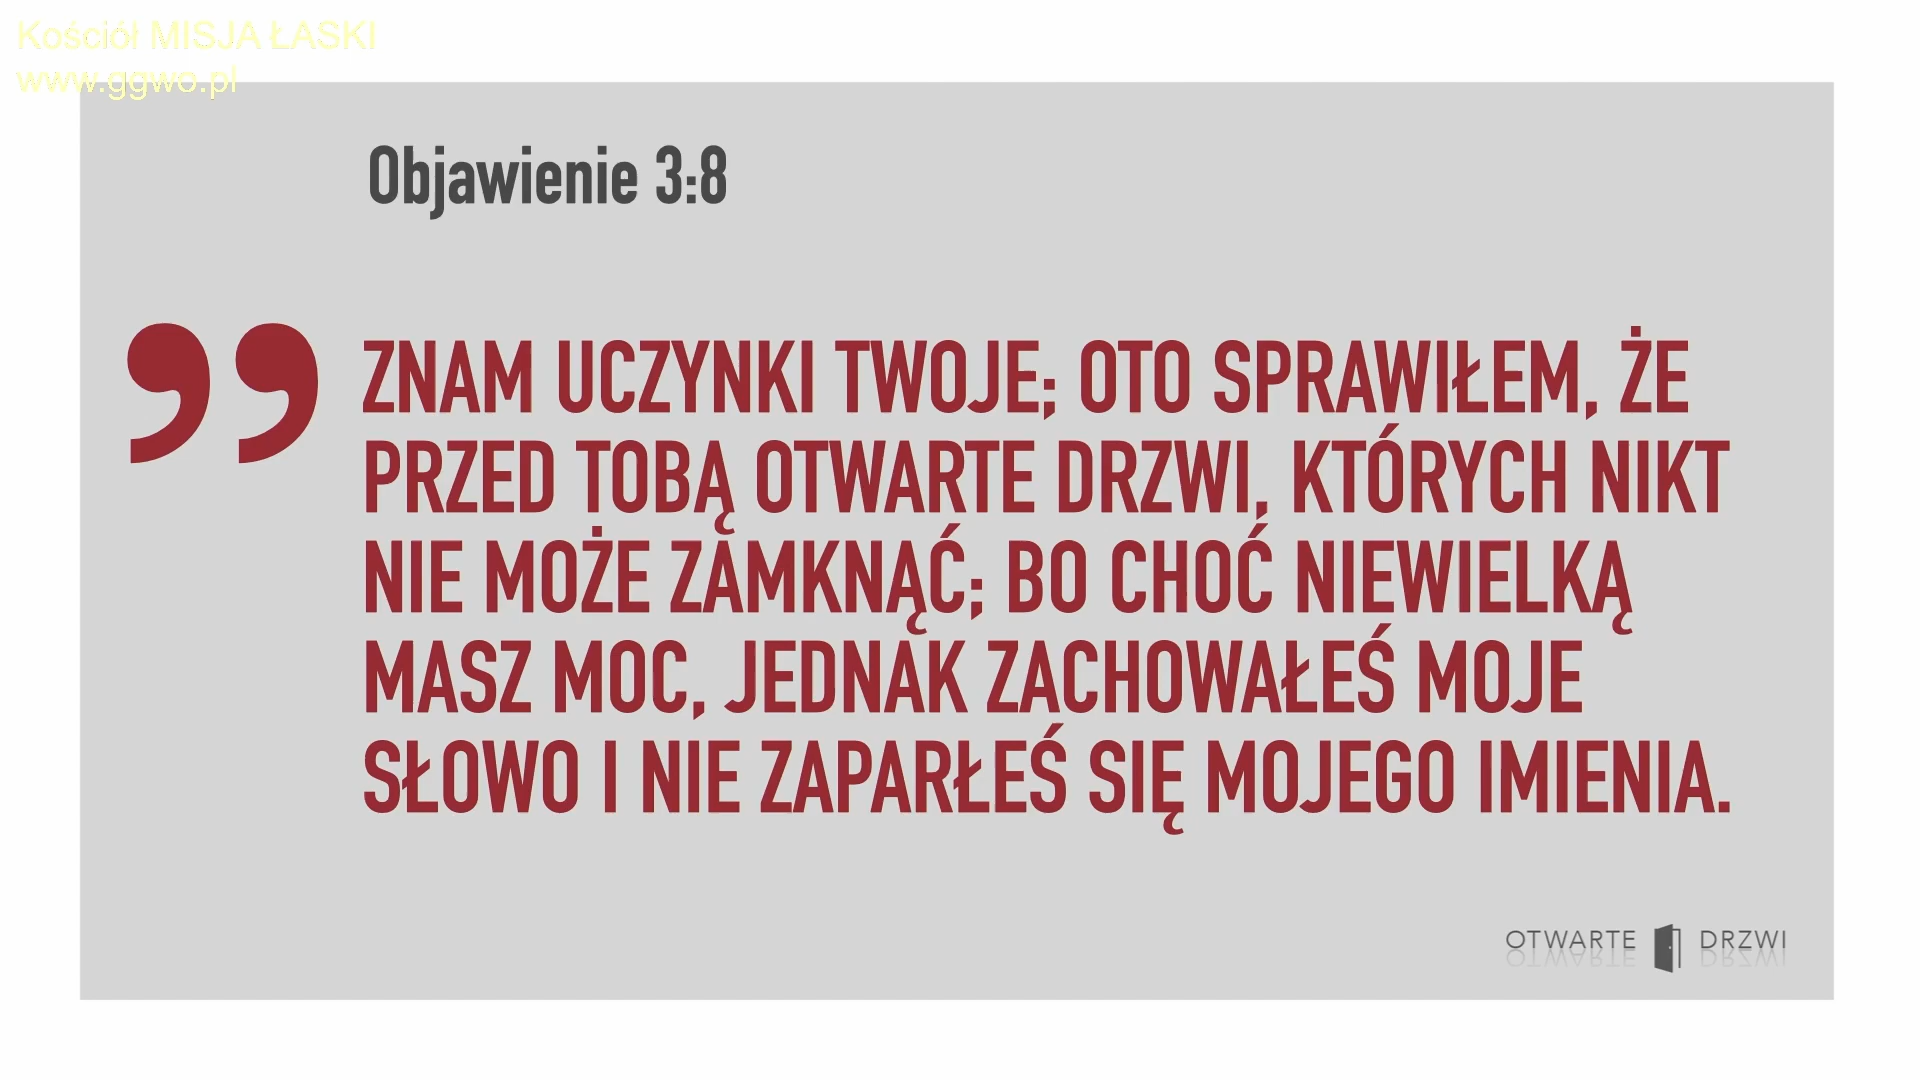 Kościół MISJA ŁASKI
www.ggwo.pl
Objawienie 3:8
" ZNAM UCZYNKI TWOJE; OTO SPRAWIŁEM, ŻE
PRZED TOBĄ OTWARTE DRZWI, KTÓRYCH NIKT
NIE MOŻE ZAMKNĄĆ; BO CHOĆ NIEWIELKĄ
MASZ MOC, JEDNAK ZACHOWAŁEŚ MOJE
SŁOWO I NIE ZAPARŁEŚ SIĘ MOJEGO IMIENIA.
OTWARTE DRZWI